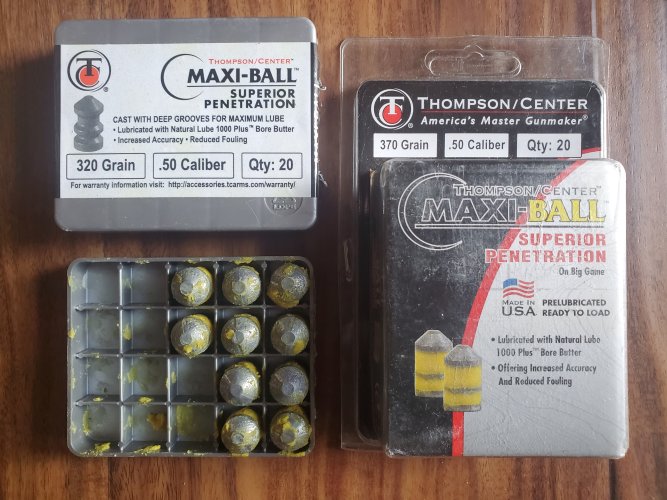 THOMPSON/CENTER™
MAXI-BALL™
SUPERIOR
PENETRATION
CAST WITH DEEP GROOVES FOR MAXIMUM LUBE
• Lubricated with Natural Lube 1000 Plus™ Bore Butter
• Increased Accuracy • Reduced Fouling
320 Grain
.50 Caliber
Qty: 20
For warranty information visit: http://accessories.tcarms.com/warranty/
THOMPSON/CENTER
America's Master Gunmaker®
370 Grain
.50 Caliber
Qty: 20
THOMPSON/CENTER™
MAXI-BALL™
SUPERIOR
PENETRATION
On Big Game
MADE IN
USA
PRELUBRICATED
READY TO LOAD
• Lubricated with Natural Lube
1000 Plus™ Bore Butter
• Offering Increased Accuracy
And Reduced Fouling